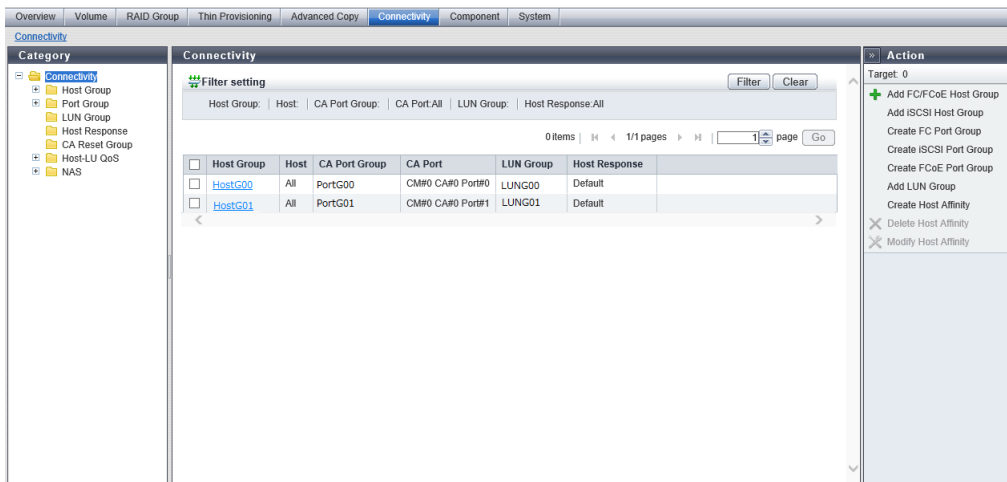 Overview Volume RAID Group Thin Provisioning Advanced Copy Connectivity Component System
Connectivity
Category
Connectivity
Host Group
Port Group
LUN Group
Host Response
CA Reset Group
Host-LU QoS
NAS
Connectivity
Filter setting
Filter Clear
Host Group: | Host: | CA Port Group: | CA Port:All | LUN Group: | Host Response:All
0 items | 1/1 pages | 1 page Go
Host Group Host CA Port Group CA Port LUN Group Host Response
HostG00 All PortG00 CM#0 CA#0 Port#0 LUNG00 Default
HostG01 All PortG01 CM#0 CA#0 Port#1 LUNG01 Default
» Action
Target: 0
Add FC/FCoE Host Group
Add iSCSI Host Group
Create FC Port Group
Create iSCSI Port Group
Create FCoE Port Group
Add LUN Group
Create Host Affinity
Delete Host Affinity
Modify Host Affinity